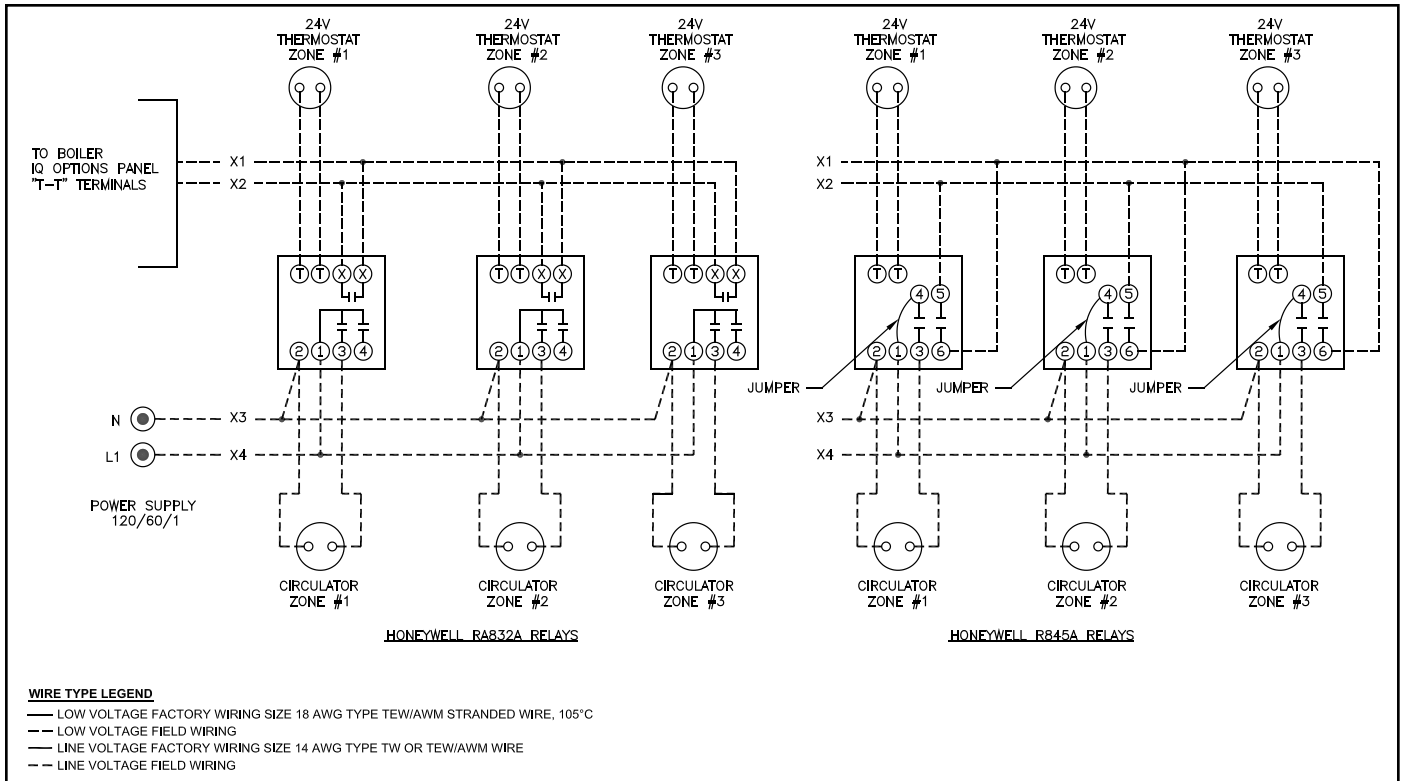 24V
THERMOSTAT
ZONE #1
24V
THERMOSTAT
ZONE #2
24V
THERMOSTAT
ZONE #3
24V
THERMOSTAT
ZONE #1
24V
THERMOSTAT
ZONE #2
24V
THERMOSTAT
ZONE #3
TO BOILER
IQ OPTIONS PANEL
"T-T" TERMINALS
X1
X2
X1
X2
T T X X
T T X X
T T X X
T T
T T
T T
4 5
4 5
4 5
2 1 3 4
2 1 3 4
2 1 3 4
2 1 3 6
2 1 3 6
2 1 3 6
JUMPER
JUMPER
JUMPER
N
X3
X3
L1
X4
X4
POWER SUPPLY
120/60/1
CIRCULATOR
ZONE #1
CIRCULATOR
ZONE #2
CIRCULATOR
ZONE #3
CIRCULATOR
ZONE #1
CIRCULATOR
ZONE #2
CIRCULATOR
ZONE #3
HONEYWELL RA832A RELAYS
HONEYWELL R845A RELAYS
WIRE TYPE LEGEND
LOW VOLTAGE FACTORY WIRING SIZE 18 AWG TYPE TEW/AWM STRANDED WIRE, 105°C
LOW VOLTAGE FIELD WIRING
LINE VOLTAGE FACTORY WIRING SIZE 14 AWG TYPE TW OR TEW/AWM WIRE
LINE VOLTAGE FIELD WIRING